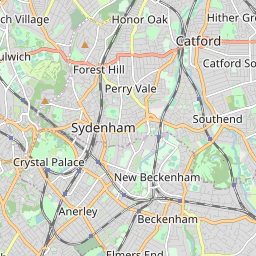 Honor Oak
Hither Gre
ch Village
Catford
ulwich
Forest Hill
Catford So
Perry Vale
Southend
Sydenham
Crystal Palace
New Beckenham
Anerley
Beckenham
Elmers End